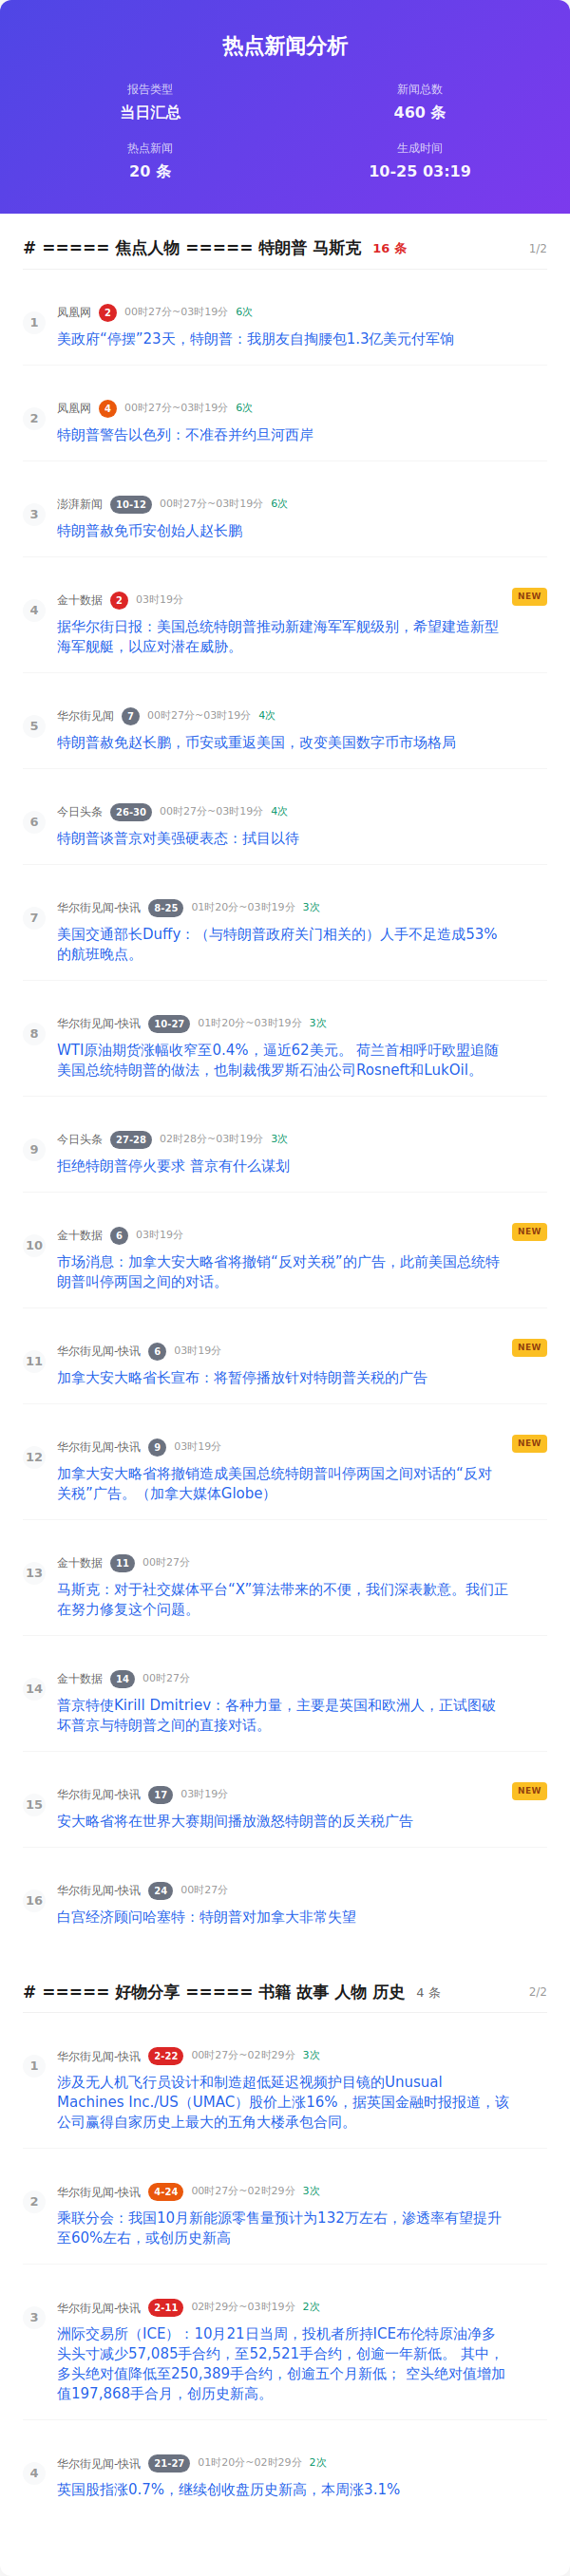 热点新闻分析
报告类型
新闻总数
当日汇总
460 条
热点新闻
生成时间
20 条
10-25 03:19
# ===== 焦点人物 ===== 特朗普 马斯克 16 条 1/2
1 凤凰网 2 00时27分~03时19分 6次
美政府“停摆”23天，特朗普：我朋友自掏腰包1.3亿美元付军饷
2 凤凰网 4 00时27分~03时19分 6次
特朗普警告以色列：不准吞并约旦河西岸
3 澎湃新闻 10-12 00时27分~03时19分 6次
特朗普赦免币安创始人赵长鹏
4 金十数据 2 03时19分 NEW
据华尔街日报：美国总统特朗普推动新建海军军舰级别，希望建造新型
海军舰艇，以应对潜在威胁。
5 华尔街见闻 7 00时27分~03时19分 4次
特朗普赦免赵长鹏，币安或重返美国，改变美国数字币市场格局
6 今日头条 26-30 00时27分~03时19分 4次
特朗普谈普京对美强硬表态：拭目以待
7 华尔街见闻-快讯 8-25 01时20分~03时19分 3次
美国交通部长Duffy：（与特朗普政府关门相关的）人手不足造成53%
的航班晚点。
8 华尔街见闻-快讯 10-27 01时20分~03时19分 3次
WTI原油期货涨幅收窄至0.4%，逼近62美元。 荷兰首相呼吁欧盟追随
美国总统特朗普的做法，也制裁俄罗斯石油公司Rosneft和LukOil。
9 今日头条 27-28 02时28分~03时19分 3次
拒绝特朗普停火要求 普京有什么谋划
10 金十数据 6 03时19分 NEW
市场消息：加拿大安大略省将撤销“反对关税”的广告，此前美国总统特
朗普叫停两国之间的对话。
11 华尔街见闻-快讯 6 03时19分 NEW
加拿大安大略省长宣布：将暂停播放针对特朗普关税的广告
12 华尔街见闻-快讯 9 03时19分 NEW
加拿大安大略省将撤销造成美国总统特朗普叫停两国之间对话的“反对
关税”广告。（加拿大媒体Globe）
13 金十数据 11 00时27分
马斯克：对于社交媒体平台“X”算法带来的不便，我们深表歉意。我们正
在努力修复这个问题。
14 金十数据 14 00时27分
普京特使Kirill Dmitriev：各种力量，主要是英国和欧洲人，正试图破
坏普京与特朗普之间的直接对话。
15 华尔街见闻-快讯 17 03时19分 NEW
安大略省将在世界大赛期间播放激怒特朗普的反关税广告
16 华尔街见闻-快讯 24 00时27分
白宫经济顾问哈塞特：特朗普对加拿大非常失望
# ===== 好物分享 ===== 书籍 故事 人物 历史 4 条 2/2
1 华尔街见闻-快讯 2-22 00时27分~02时29分 3次
涉及无人机飞行员设计和制造超低延迟视频护目镜的Unusual
Machines Inc./US（UMAC）股价上涨16%，据英国金融时报报道，该
公司赢得自家历史上最大的五角大楼承包合同。
2 华尔街见闻-快讯 4-24 00时27分~02时29分 3次
乘联分会：我国10月新能源零售量预计为132万左右，渗透率有望提升
至60%左右，或创历史新高
3 华尔街见闻-快讯 2-11 02时29分~03时19分 2次
洲际交易所（ICE）：10月21日当周，投机者所持ICE布伦特原油净多
头头寸减少57,085手合约，至52,521手合约，创逾一年新低。 其中，
多头绝对值降低至250,389手合约，创逾五个月新低； 空头绝对值增加
值197,868手合月，创历史新高。
4 华尔街见闻-快讯 21-27 01时20分~02时29分 2次
英国股指涨0.7%，继续创收盘历史新高，本周涨3.1%